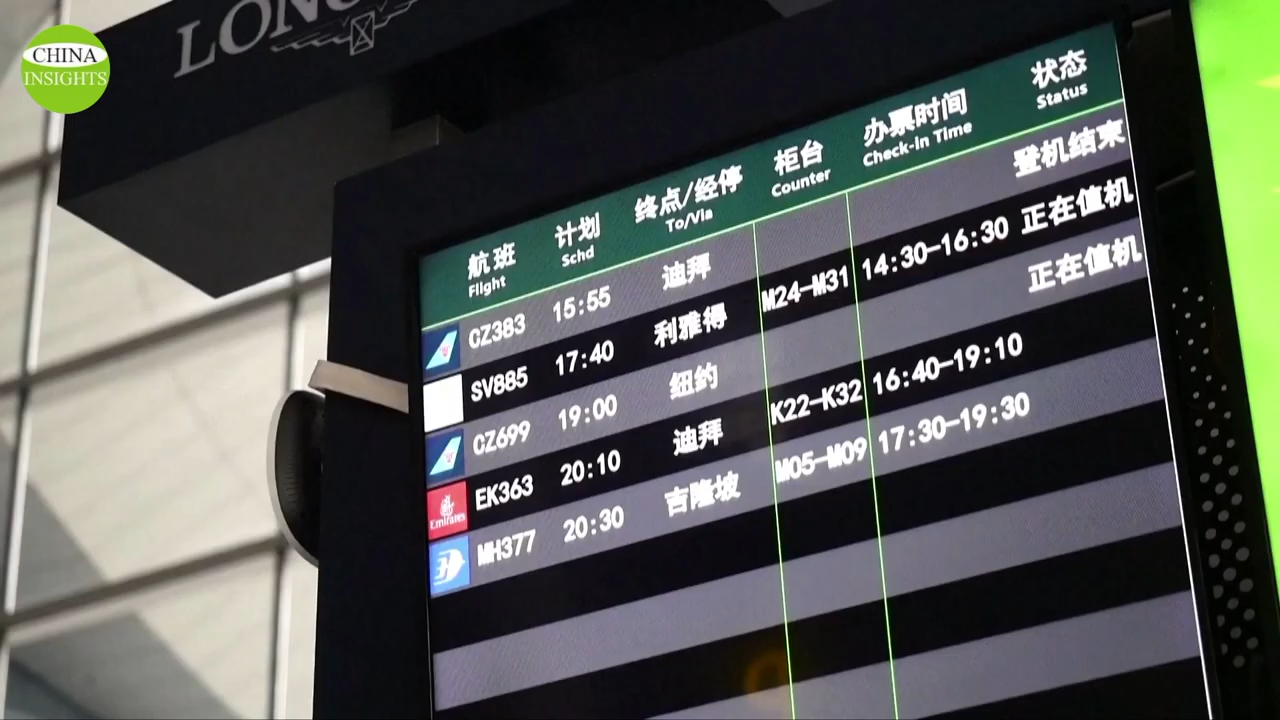 CHINA
INSIGHTS
航班 计划 终点/经停 柜台 办票时间 状态
Flight Schd To/Via Counter Check-in Time Status
CZ383 15:55 迪拜 登机结束
SV885 17:40 利雅得 M24-M31 14:30-16:30 正在值机
CZ699 19:00 纽约 正在值机
Emirates EK363 20:10 迪拜 K22-K32 16:40-19:10
MH377 20:30 吉隆坡 M05-M09 17:30-19:30